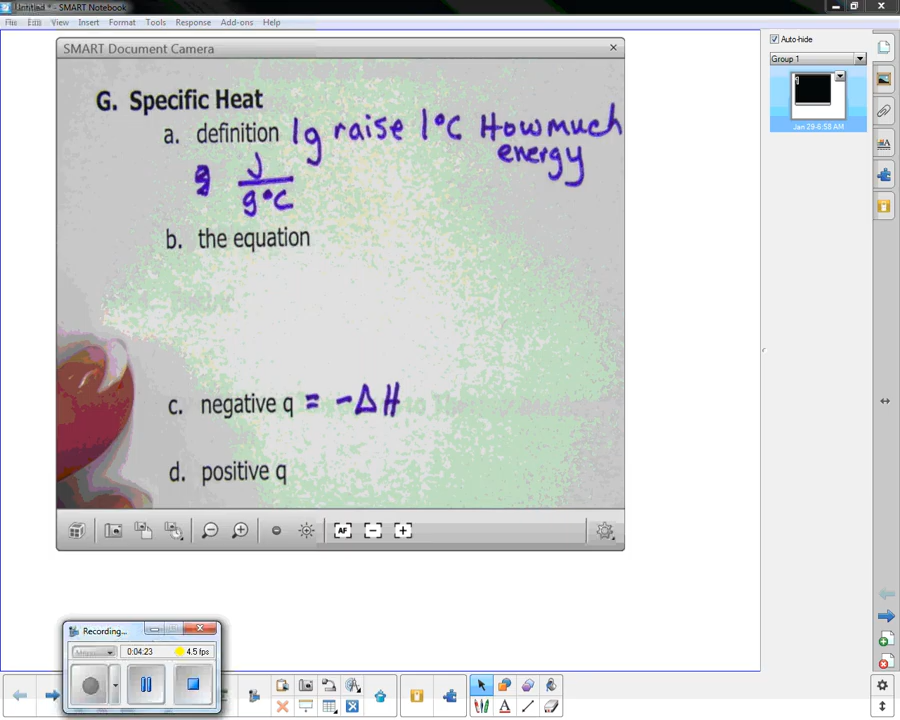 Untitled * - SMART Notebook
File Edit View Insert Format Tools Response Add-ons Help
SMART Document Camera
G. Specific Heat
a. definition 1g raise 1°C How much
energy
J
g°C
b. the equation
c. negative q = -ΔH
d. positive q
AF
Recording...
0:04:23 4.5 fps
Auto-hide
Group 1
Jan 29-6:58 AM